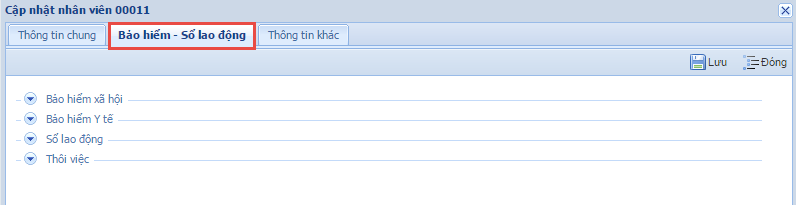 Cập nhật nhân viên 00011
Thông tin chung Bảo hiểm - Sổ lao động Thông tin khác
Lưu Đóng
Bảo hiểm xã hội
Bảo hiểm Y tế
Sổ lao động
Thôi việc